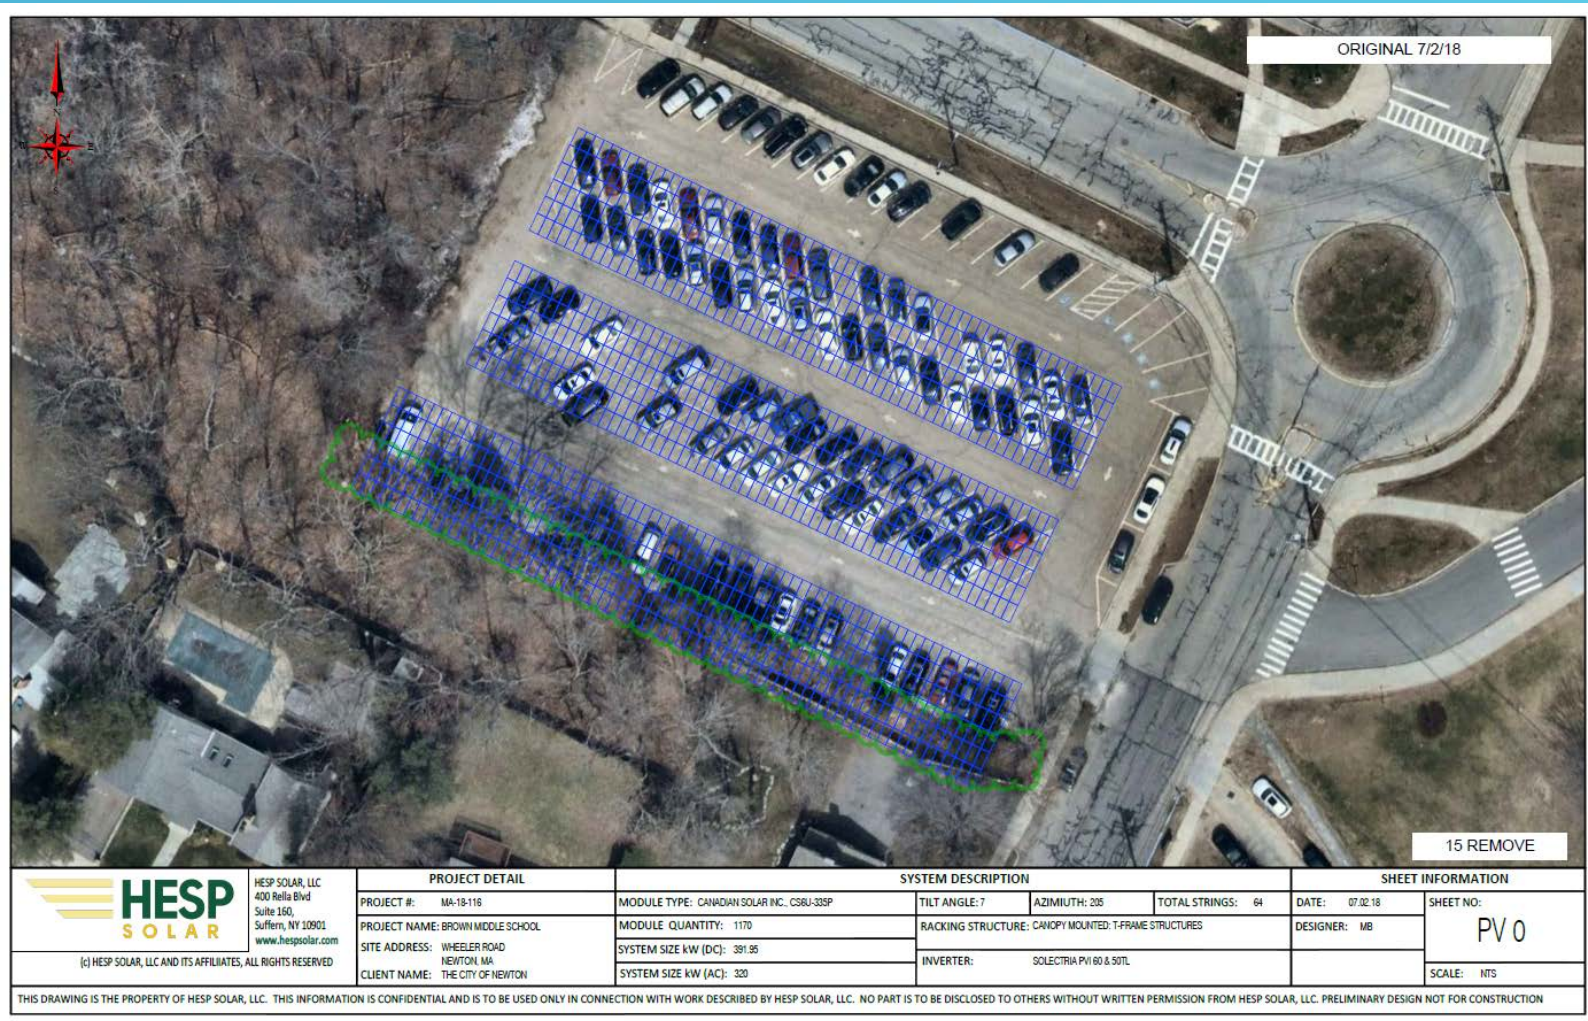 ORIGINAL 7/2/18
15 REMOVE
HESP
SOLAR
HESP SOLAR, LLC
400 Rella Blvd
Suite 160,
Suffern, NY 10901
www.hespsolar.com
(c) HESP SOLAR, LLC AND ITS AFFILIATES, ALL RIGHTS RESERVED
PROJECT DETAIL
PROJECT #: MA-18-116
PROJECT NAME: BROWN MIDDLE SCHOOL
SITE ADDRESS: WHEELER ROAD
NEWTON, MA
CLIENT NAME: THE CITY OF NEWTON
SYSTEM DESCRIPTION
MODULE TYPE: CANADIAN SOLAR INC., CS6U-335P
MODULE QUANTITY: 1170
SYSTEM SIZE kW (DC): 391.95
SYSTEM SIZE kW (AC): 320
TILT ANGLE: 7
AZIMUITH: 205
TOTAL STRINGS: 64
RACKING STRUCTURE: CANOPY MOUNTED: T-FRAME STRUCTURES
INVERTER: SOLECTRIA PVI 60 & 50TL
SHEET INFORMATION
DATE: 07.02.18
DESIGNER: MB
SHEET NO:
PV 0
SCALE: NTS
THIS DRAWING IS THE PROPERTY OF HESP SOLAR, LLC. THIS INFORMATION IS CONFIDENTIAL AND IS TO BE USED ONLY IN CONNECTION WITH WORK DESCRIBED BY HESP SOLAR, LLC. NO PART IS TO BE DISCLOSED TO OTHERS WITHOUT WRITTEN PERMISSION FROM HESP SOLAR, LLC. PRELIMINARY DESIGN NOT FOR CONSTRUCTION